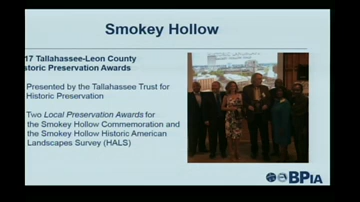 Smokey Hollow
17 Tallahassee-Leon County
storic Preservation Awards
Presented by the Tallahassee Trust for
Historic Preservation
Two Local Preservation Awards for
the Smokey Hollow Commemoration and
the Smokey Hollow Historic American
Landscapes Survey (HALS)
BPIA